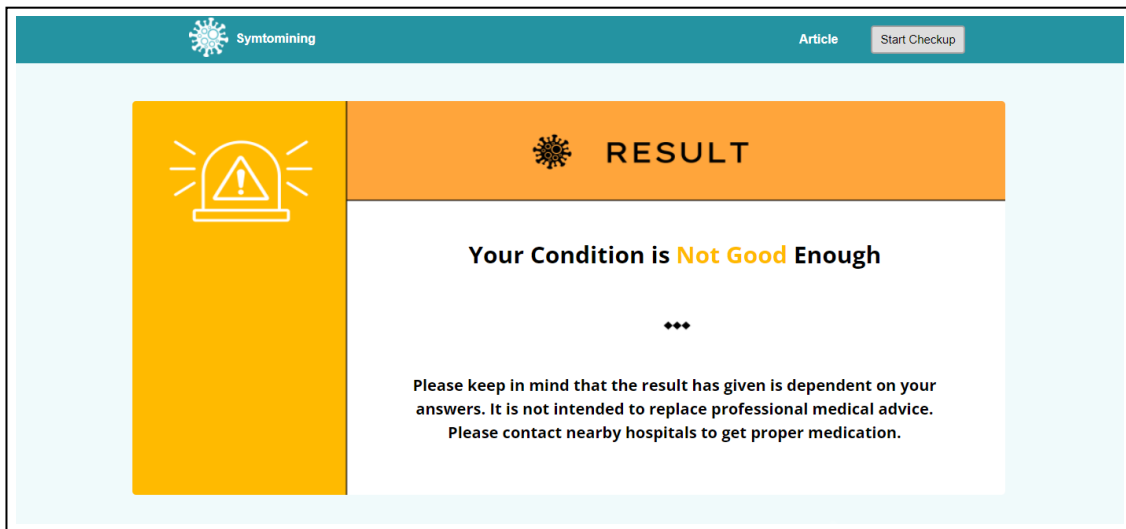 Symtomining
Article
Start Checkup
RESULT
Your Condition is Not Good Enough
Please keep in mind that the result has given is dependent on your
answers. It is not intended to replace professional medical advice.
Please contact nearby hospitals to get proper medication.